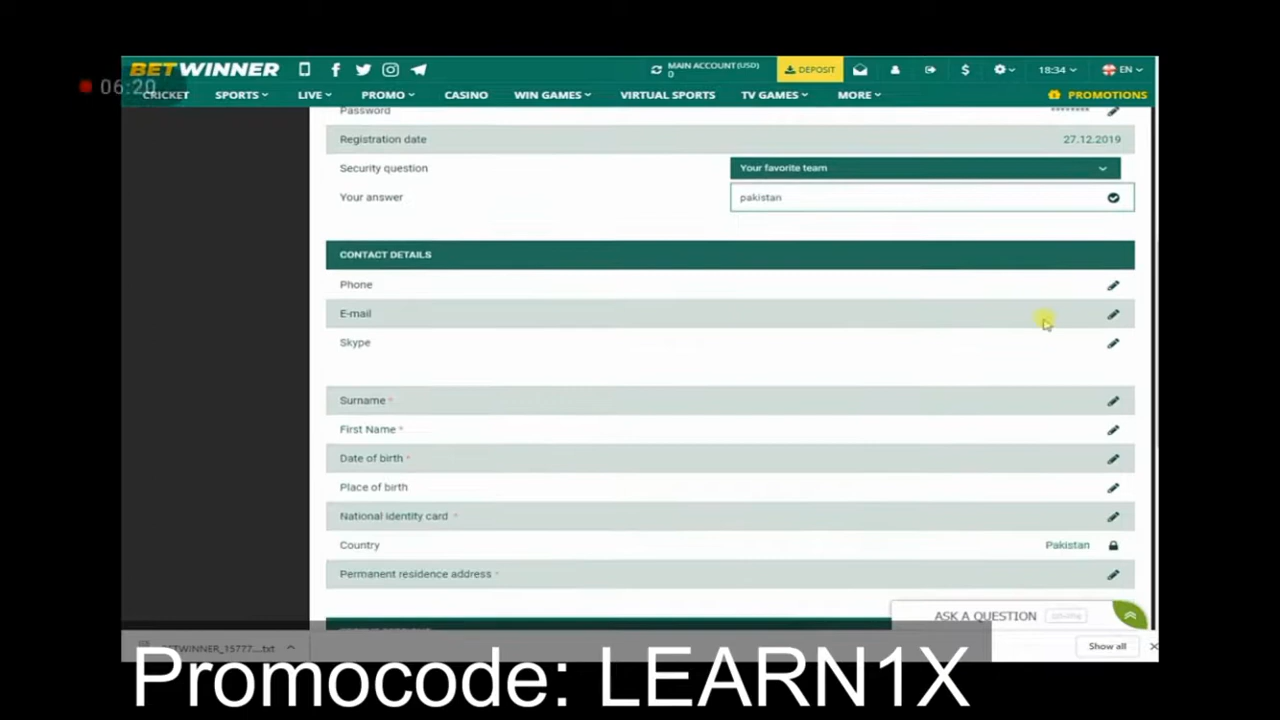 BETWINNER
MAIN ACCOUNT (USD)
0
DEPOSIT
$
18:34
EN
06:20
CRICKET
SPORTS
LIVE
PROMO
CASINO
WIN GAMES
VIRTUAL SPORTS
TV GAMES
MORE
PROMOTIONS
Password
********
Registration date
27.12.2019
Security question
Your favorite team
Your answer
pakistan
CONTACT DETAILS
Phone
E-mail
Skype
Surname *
First Name *
Date of birth *
Place of birth
National identity card *
Country
Pakistan
Permanent residence address *
ASK A QUESTION
ETWINNER_15777....txt
Show all
Promocode: LEARN1X